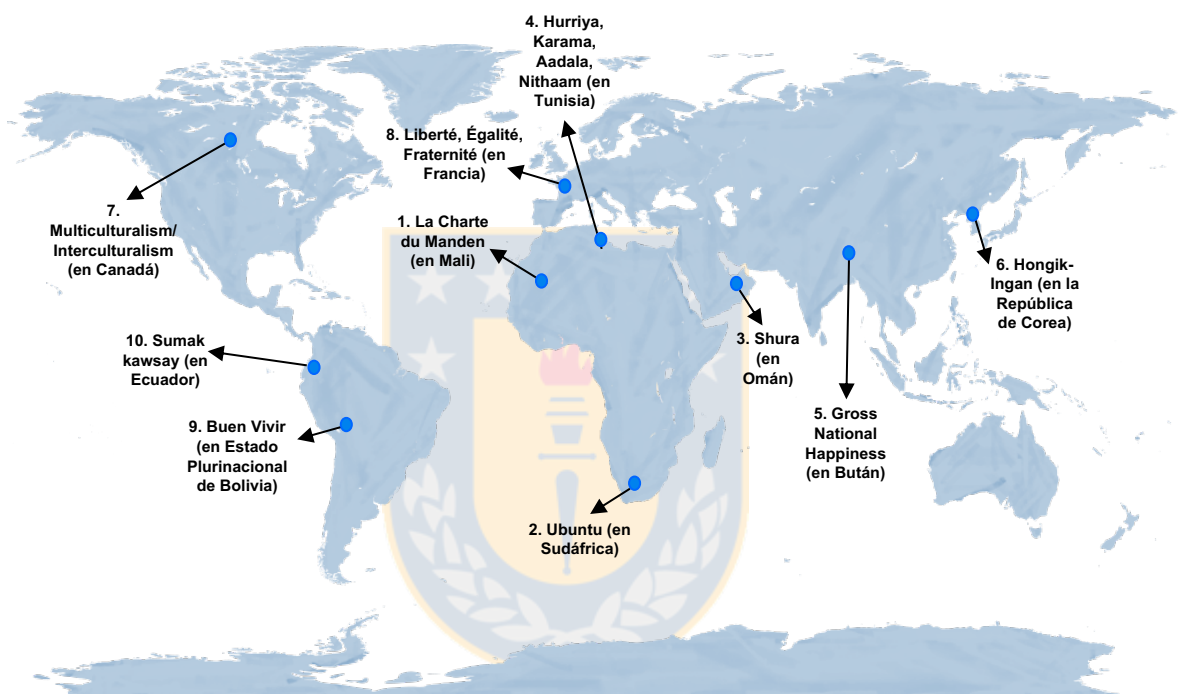 4. Hurriya,
Karama,
Aadala,
Nithaam (en
Tunisia)
8. Liberté, Égalité,
Fraternité (en
Francia)
7.
Multiculturalism/
Interculturalism
(en Canadá)
1. La Charte
du Manden
(en Mali)
6. Hongik-
Ingan (en la
República
de Corea)
10. Sumak
kawsay (en
Ecuador)
3. Shura
(en
Omán)
9. Buen Vivir
(en Estado
Plurinacional
de Bolivia)
5. Gross
National
Happiness
(en Bután)
2. Ubuntu (en
Sudáfrica)